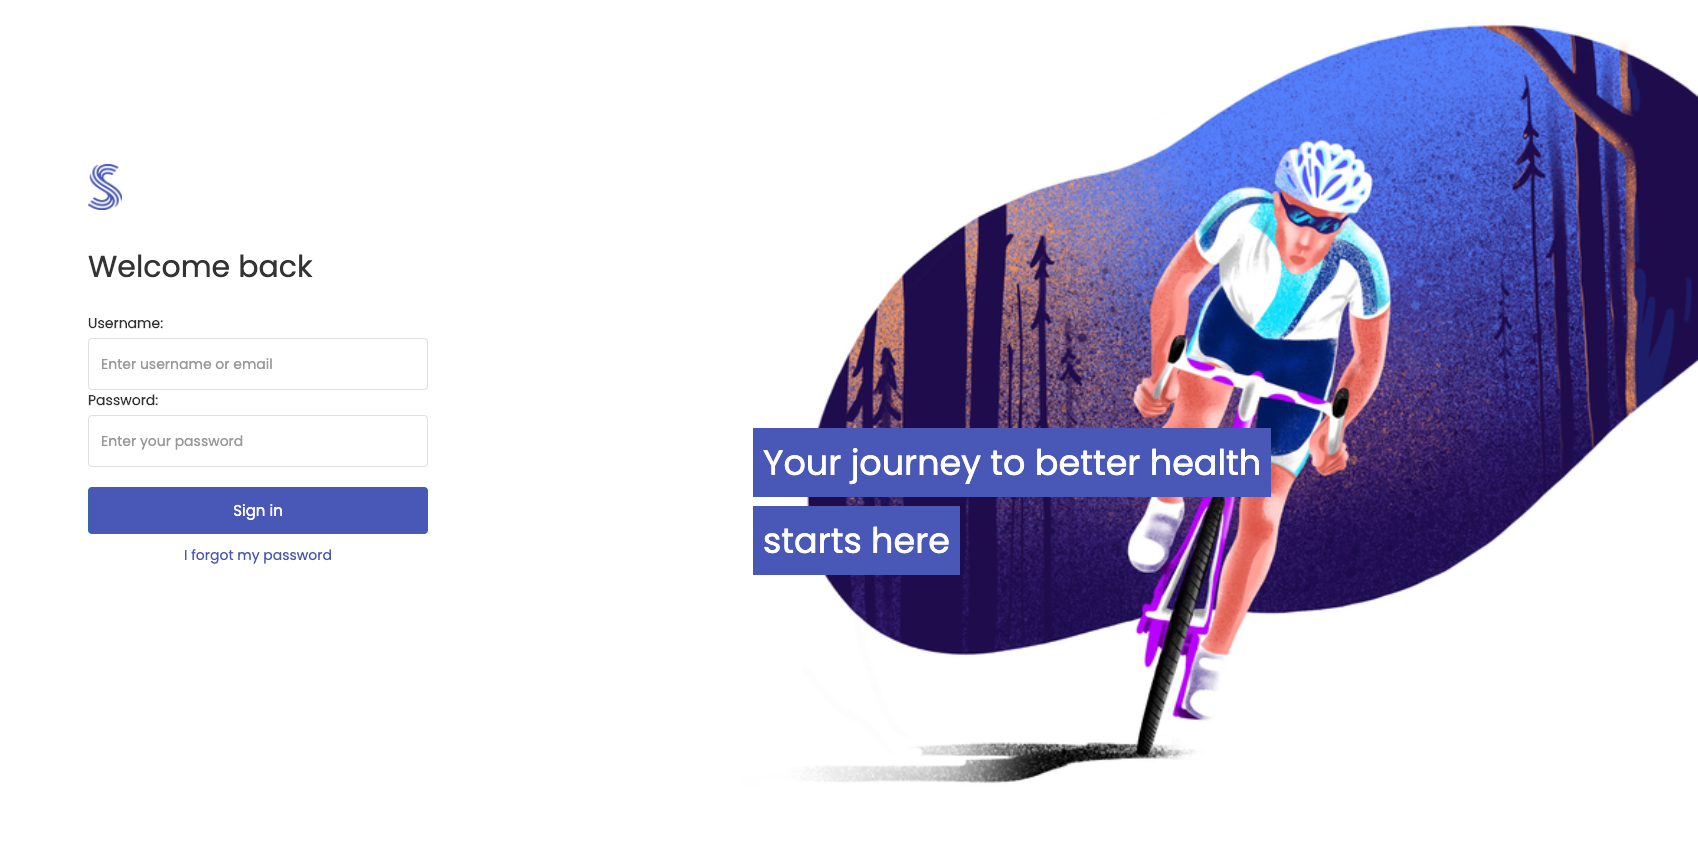 S
Welcome back
Username:
Enter username or email
Password:
Enter your password
Sign in
I forgot my password
Your journey to better health
starts here